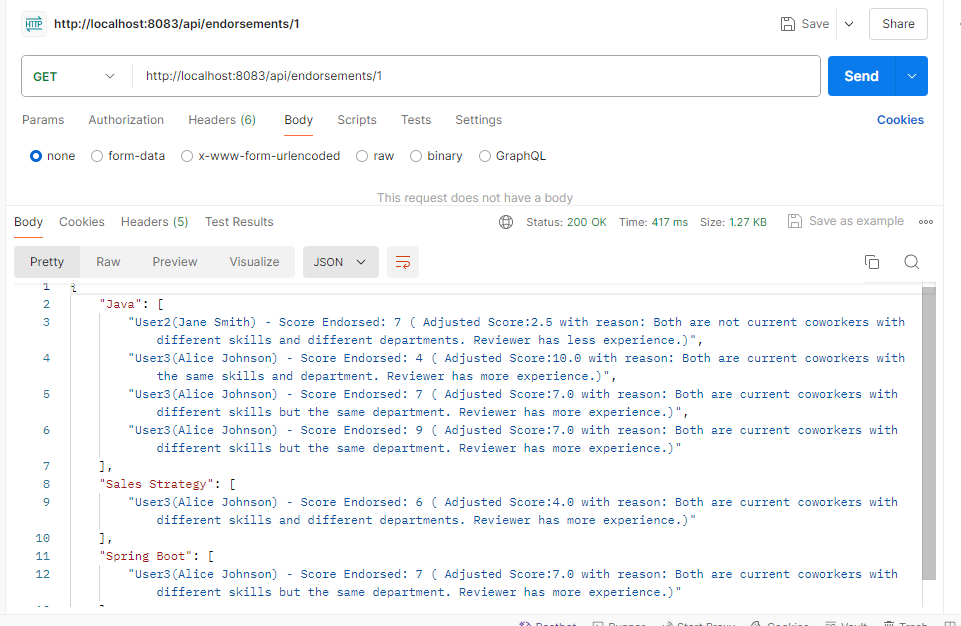 HTTP http://localhost:8083/api/endorsements/1 Save Share
GET http://localhost:8083/api/endorsements/1 Send
Params Authorization Headers (6) Body Scripts Tests Settings Cookies
none form-data x-www-form-urlencoded raw binary GraphQL
This request does not have a body
Body Cookies Headers (5) Test Results Status: 200 OK Time: 417 ms Size: 1.27 KB Save as example
Pretty Raw Preview Visualize JSON
1 {
2 "Java": [
3 "User2(Jane Smith) - Score Endorsed: 7 ( Adjusted Score:2.5 with reason: Both are not current coworkers with
different skills and different departments. Reviewer has less experience.)",
4 "User3(Alice Johnson) - Score Endorsed: 4 ( Adjusted Score:10.0 with reason: Both are current coworkers with
the same skills and department. Reviewer has more experience.)",
5 "User3(Alice Johnson) - Score Endorsed: 7 ( Adjusted Score:7.0 with reason: Both are current coworkers with
different skills but the same department. Reviewer has more experience.)",
6 "User3(Alice Johnson) - Score Endorsed: 9 ( Adjusted Score:7.0 with reason: Both are current coworkers with
different skills but the same department. Reviewer has more experience.)"
7 ],
8 "Sales Strategy": [
9 "User3(Alice Johnson) - Score Endorsed: 6 ( Adjusted Score:4.0 with reason: Both are current coworkers with
different skills and different departments. Reviewer has more experience.)"
10 ],
11 "Spring Boot": [
12 "User3(Alice Johnson) - Score Endorsed: 7 ( Adjusted Score:7.0 with reason: Both are current coworkers with
different skills but the same department. Reviewer has more experience.)"
Postbot Runner Start Proxy Cookies Vault Trash